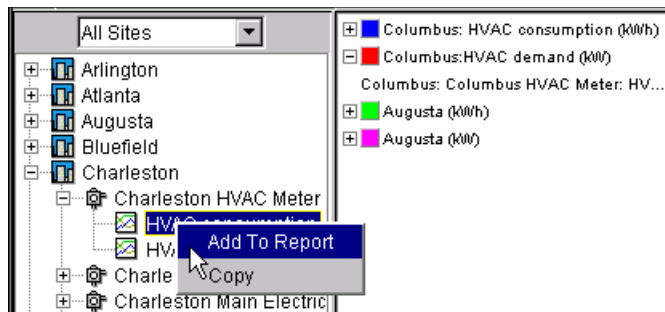 All Sites
Arlington
Atlanta
Augusta
Bluefield
Charleston
Charleston HVAC Meter
HVAC consumption
HVA
Charle
Charleston Main Electric
Add To Report
Copy
Columbus: HVAC consumption (kWh)
Columbus:HVAC demand (kW)
Columbus: Columbus HVAC Meter: HV...
Augusta (kWh)
Augusta (kW)